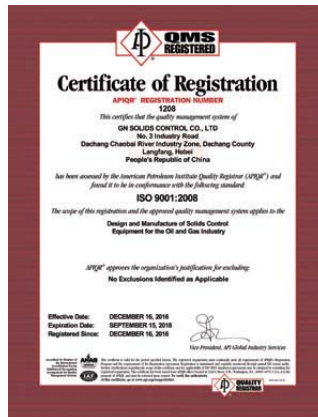 API
QMS
REGISTERED
Certificate of Registration
APIQR® REGISTRATION NUMBER
1208
This certifies that the quality management system of
GN SOLIDS CONTROL CO., LTD
No. 3 Industry Road
Dachang Chaobai River Industry Zone, Dachang County
Langfang, Hebei
People's Republic of China
has been assessed by the American Petroleum Institute Quality Registrar (APIQR®) and
found it to be in conformance with the following standard:
ISO 9001:2008
The scope of this registration and the approved quality management system applies to the
Design and Manufacture of Solids Control
Equipment for the Oil and Gas Industry
APIQR® approves the organization's justification for excluding:
No Exclusions Identified as Applicable
Effective Date: DECEMBER 16, 2016
Expiration Date: SEPTEMBER 15, 2018
Registered Since: DECEMBER 16, 2016
Vice President, API Global Industry Services
ANAB
API
QUALITY
REGISTRAR